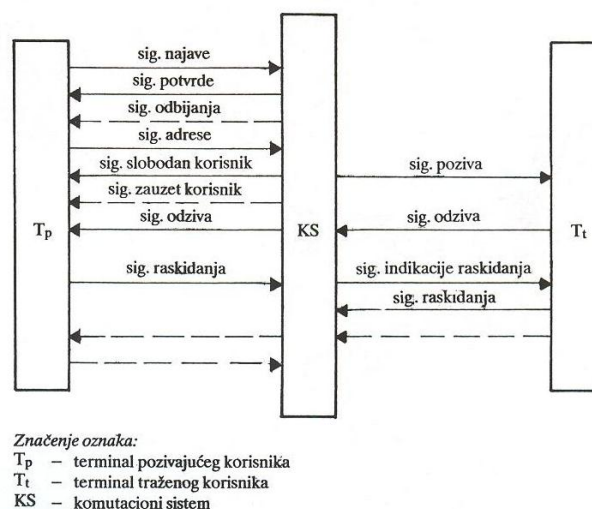 sig. najave
sig. potvrde
sig. odbijanja
sig. adrese
sig. slobodan korisnik
sig. poziva
sig. zauzet korisnik
sig. odziva
sig. odziva
Tp
KS
Tt
sig. raskidanja
sig. indikacije raskidanja
sig. raskidanja
Značenje oznaka:
Tp – terminal pozivajućeg korisnika
Tt – terminal traženog korisnika
KS – komutacioni sistem